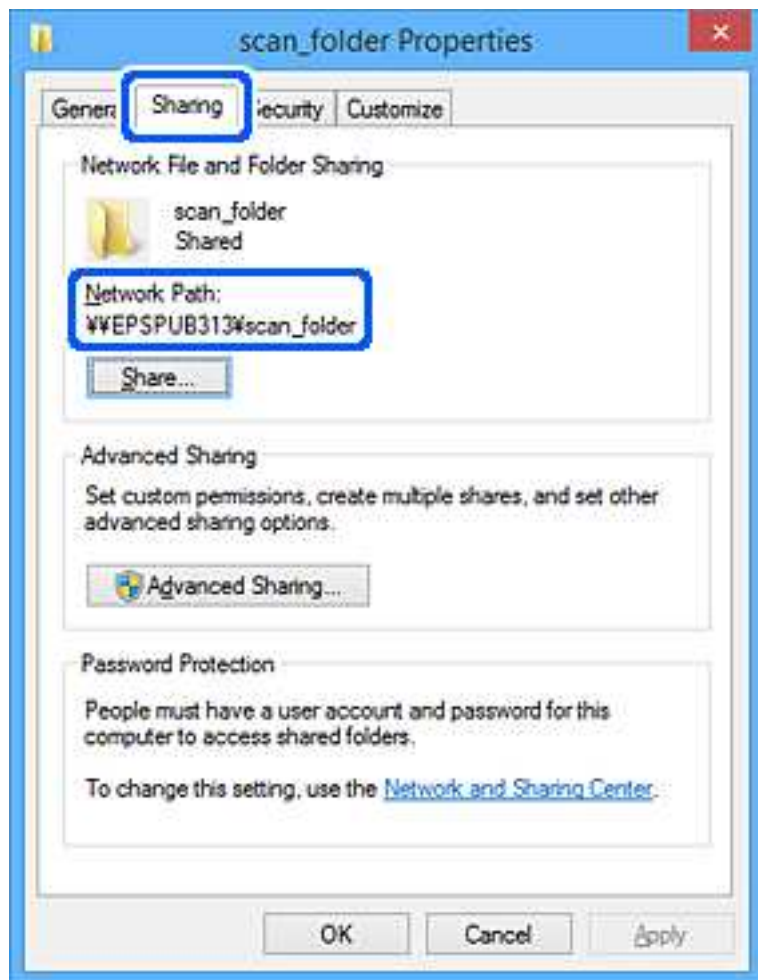 scan_folder Properties
General Sharing Security Customize
Network File and Folder Sharing
scan_folder
Shared
Network Path:
¥¥EPSPUB313¥scan_folder
Share...
Advanced Sharing
Set custom permissions, create multiple shares, and set other
advanced sharing options.
Advanced Sharing...
Password Protection
People must have a user account and password for this
computer to access shared folders.
To change this setting, use the Network and Sharing Center.
OK Cancel Apply